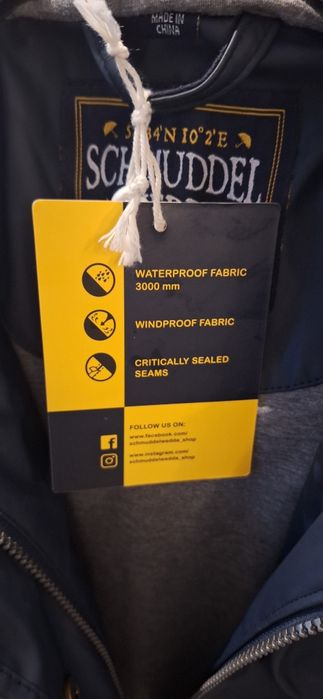 MADE IN
CHINA
34'N 10°2'E
SCHMUDDEL
WATERPROOF FABRIC
3000 mm
WINDPROOF FABRIC
CRITICALLY SEALED
SEAMS
FOLLOW US ON:
www.facebook.com/
schmuddelwedda_shop
www.instagram.com/
schmuddelwedda_shop